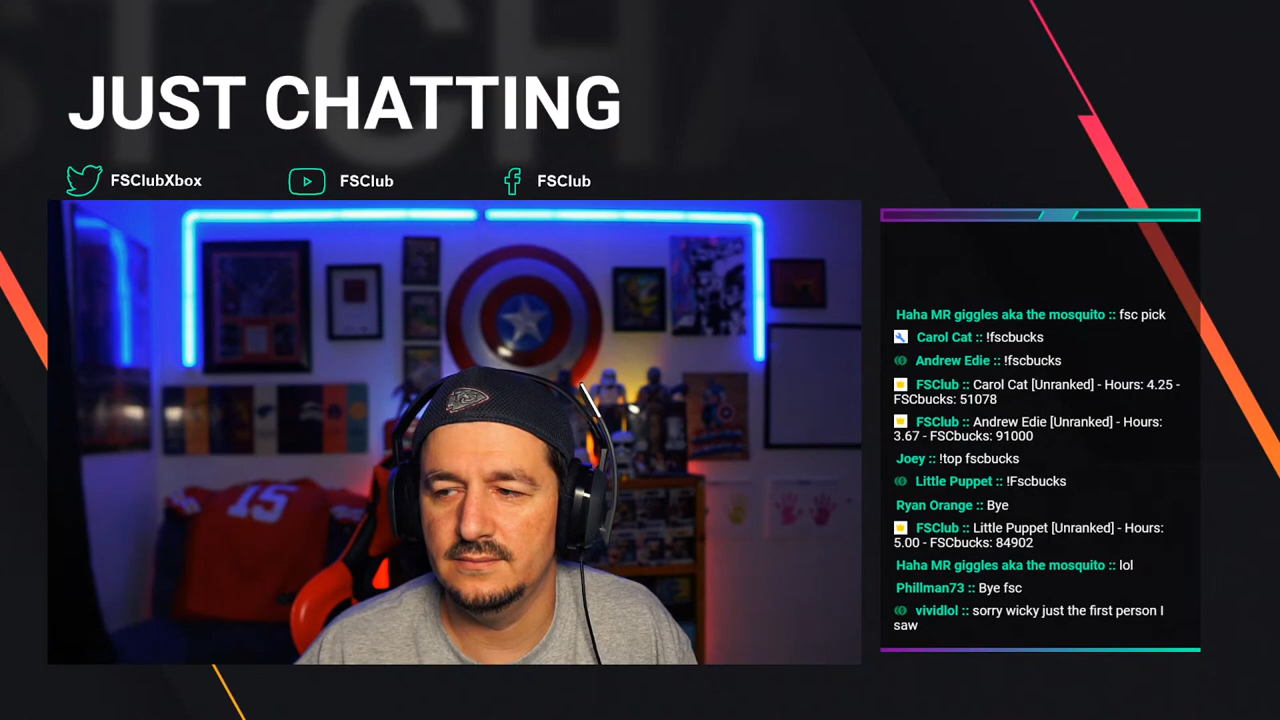 JUST CHATTING
FSClubXbox
FSClub
FSClub
15
Haha MR giggles aka the mosquito :: fsc pick
Carol Cat :: !fscbucks
Andrew Edie :: !fscbucks
FSClub :: Carol Cat [Unranked] - Hours: 4.25 -
FSCbucks: 51078
FSClub :: Andrew Edie [Unranked] - Hours:
3.67 - FSCbucks: 91000
Joey :: !top fscbucks
Little Puppet :: !Fscbucks
Ryan Orange :: Bye
FSClub :: Little Puppet [Unranked] - Hours:
5.00 - FSCbucks: 84902
Haha MR giggles aka the mosquito :: lol
Phillman73 :: Bye fsc
vividlol :: sorry wicky just the first person I
saw